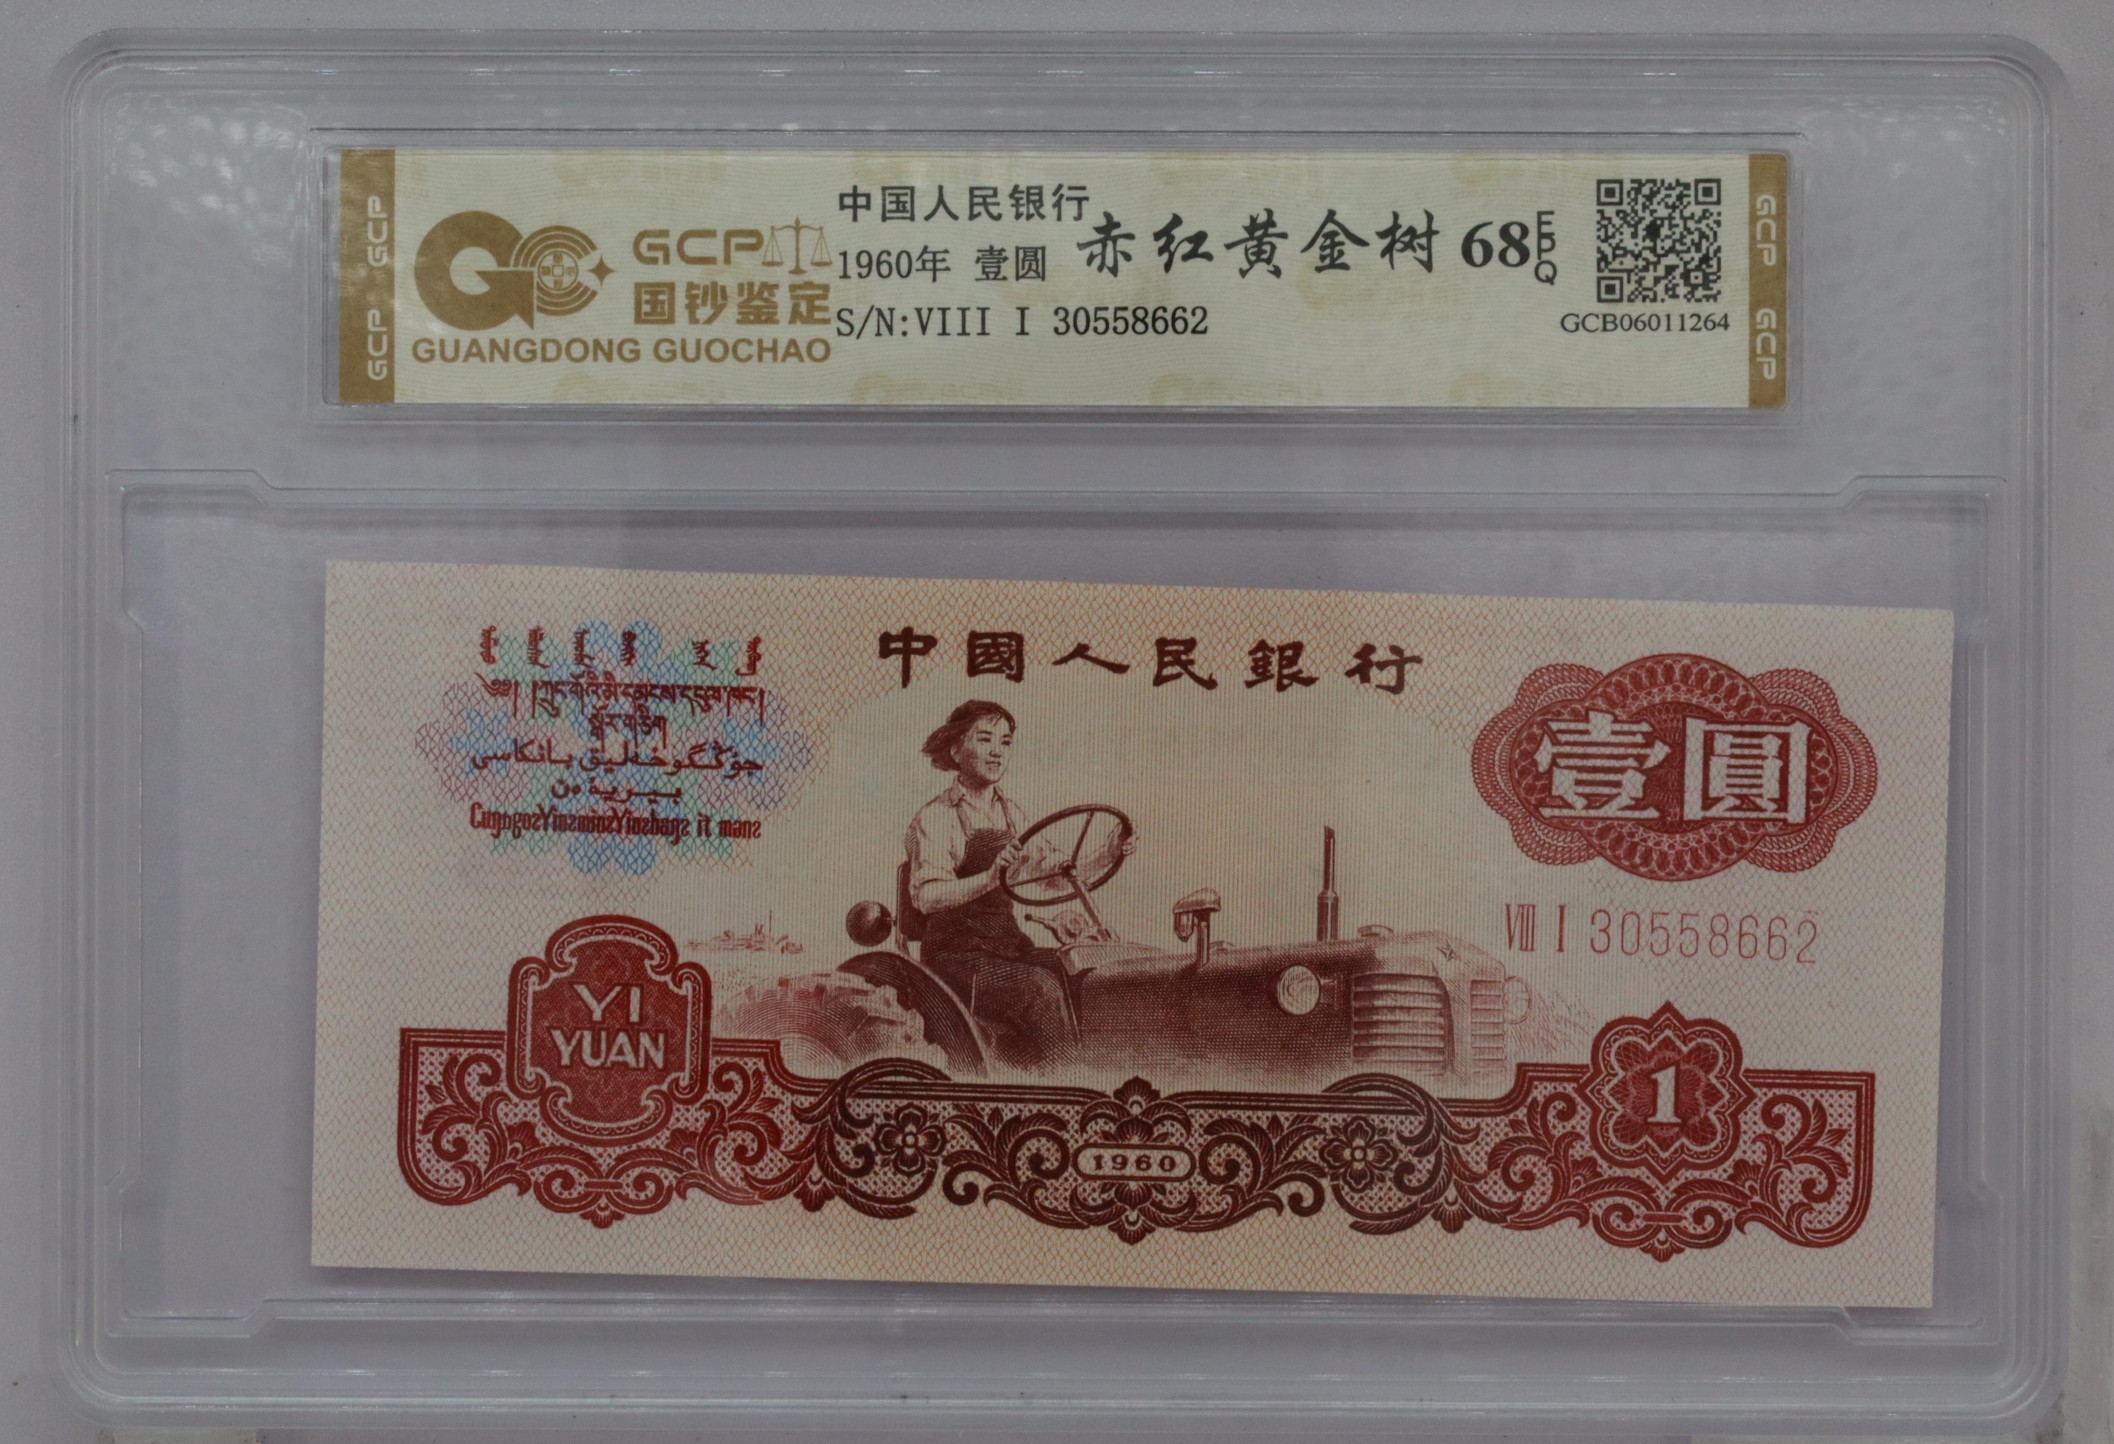 GCP GCP
GCP
国钞鉴定
GUANGDONG GUOCHAO
中国人民银行
1960年 壹圆
S/N:VIII I 30558662
赤红黄金树 68 EPQ
GCB06011264
GCP GCP
中國人民銀行
壹圓
VIII I 30558662
YI
YUAN
1960
1